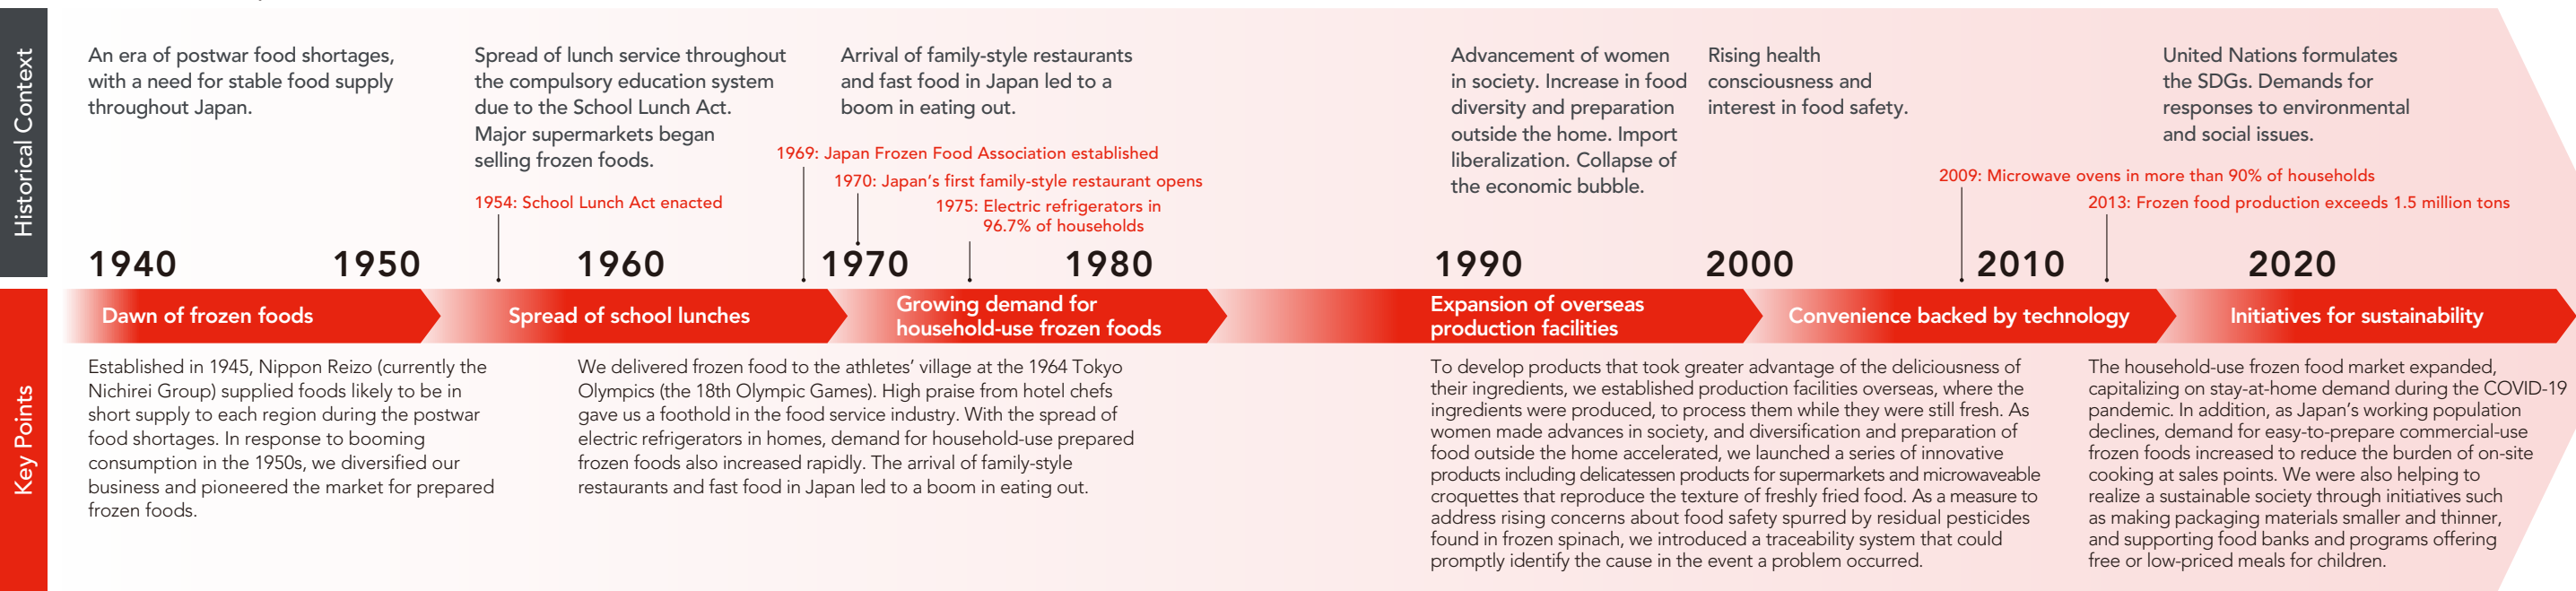 Historical Context
An era of postwar food shortages,
with a need for stable food supply
throughout Japan.
Spread of lunch service throughout
the compulsory education system
due to the School Lunch Act.
Major supermarkets began
selling frozen foods.
Arrival of family-style restaurants
and fast food in Japan led to a
boom in eating out.
Advancement of women
in society. Increase in food
diversity and preparation
outside the home. Import
liberalization. Collapse of
the economic bubble.
Rising health
consciousness and
interest in food safety.
United Nations formulates
the SDGs. Demands for
responses to environmental
and social issues.
1954: School Lunch Act enacted
1969: Japan Frozen Food Association established
1970: Japan's first family-style restaurant opens
1975: Electric refrigerators in
96.7% of households
2009: Microwave ovens in more than 90% of households
2013: Frozen food production exceeds 1.5 million tons
1940 1950 1960 1970 1980 1990 2000 2010 2020
Key Points
Dawn of frozen foods
Spread of school lunches
Growing demand for
household-use frozen foods
Expansion of overseas
production facilities
Convenience backed by technology
Initiatives for sustainability
Established in 1945, Nippon Reizo (currently the
Nichirei Group) supplied foods likely to be in
short supply to each region during the postwar
food shortages. In response to booming
consumption in the 1950s, we diversified our
business and pioneered the market for prepared
frozen foods.
We delivered frozen food to the athletes' village at the 1964 Tokyo
Olympics (the 18th Olympic Games). High praise from hotel chefs
gave us a foothold in the food service industry. With the spread of
electric refrigerators in homes, demand for household-use prepared
frozen foods also increased rapidly. The arrival of family-style
restaurants and fast food in Japan led to a boom in eating out.
To develop products that took greater advantage of the deliciousness of
their ingredients, we established production facilities overseas, where the
ingredients were produced, to process them while they were still fresh. As
women made advances in society, and diversification and preparation of
food outside the home accelerated, we launched a series of innovative
products including delicatessen products for supermarkets and microwaveable
croquettes that reproduce the texture of freshly fried food. As a measure to
address rising concerns about food safety spurred by residual pesticides
found in frozen spinach, we introduced a traceability system that could
promptly identify the cause in the event a problem occurred.
The household-use frozen food market expanded,
capitalizing on stay-at-home demand during the COVID-19
pandemic. In addition, as Japan's working population
declines, demand for easy-to-prepare commercial-use
frozen foods increased to reduce the burden of on-site
cooking at sales points. We were also helping to
realize a sustainable society through initiatives such
as making packaging materials smaller and thinner,
and supporting food banks and programs offering
free or low-priced meals for children.